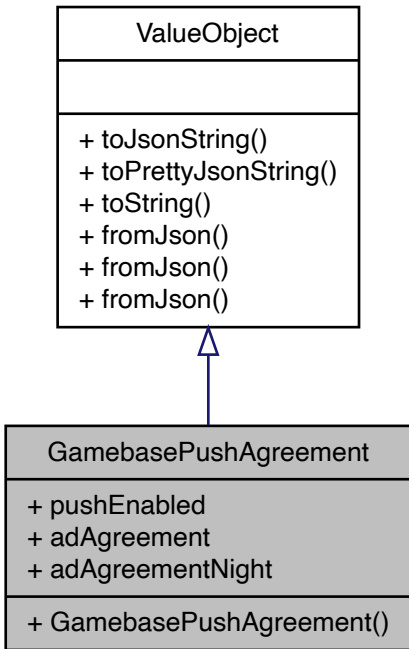 ValueObject
+ toJsonString()
+ toPrettyJsonString()
+ toString()
+ fromJson()
+ fromJson()
+ fromJson()
GamebasePushAgreement
+ pushEnabled
+ adAgreement
+ adAgreementNight
+ GamebasePushAgreement()